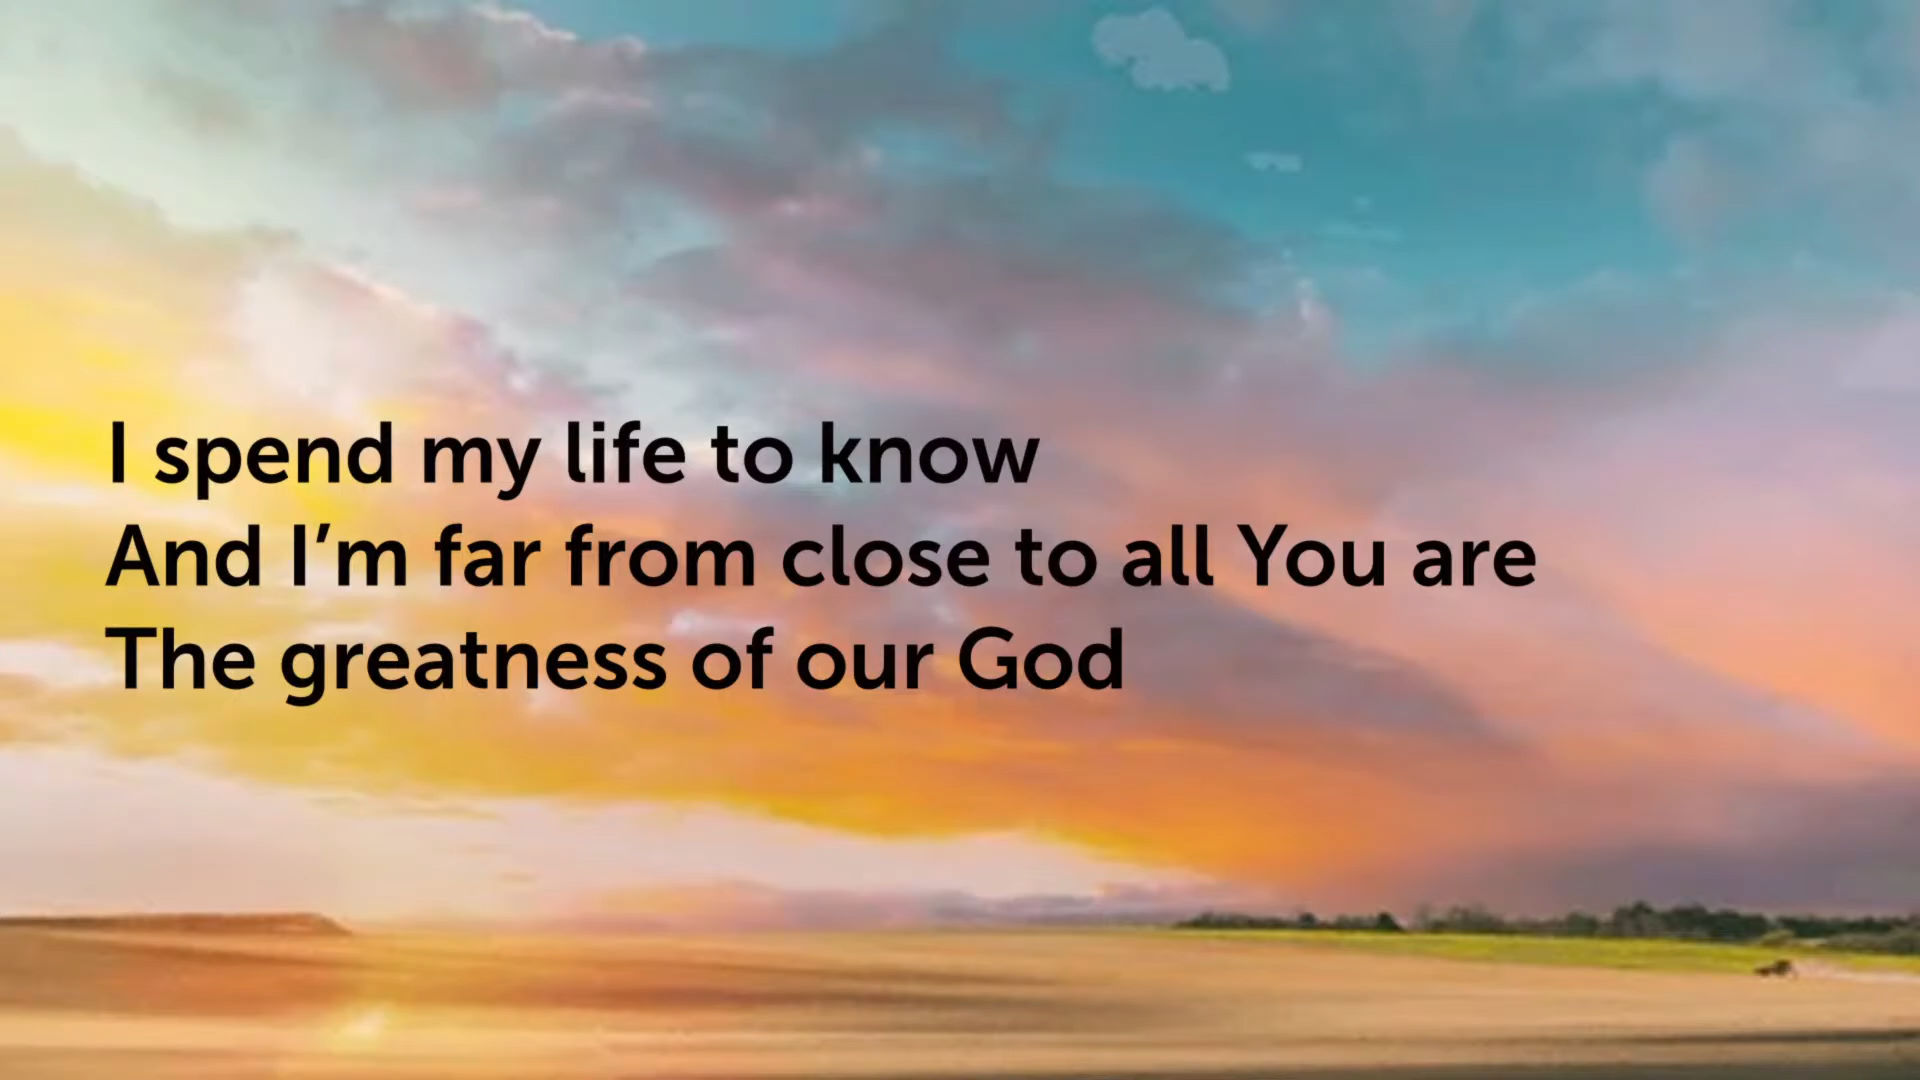 I spend my life to know
And I’m far from close to all You are
The greatness of our God